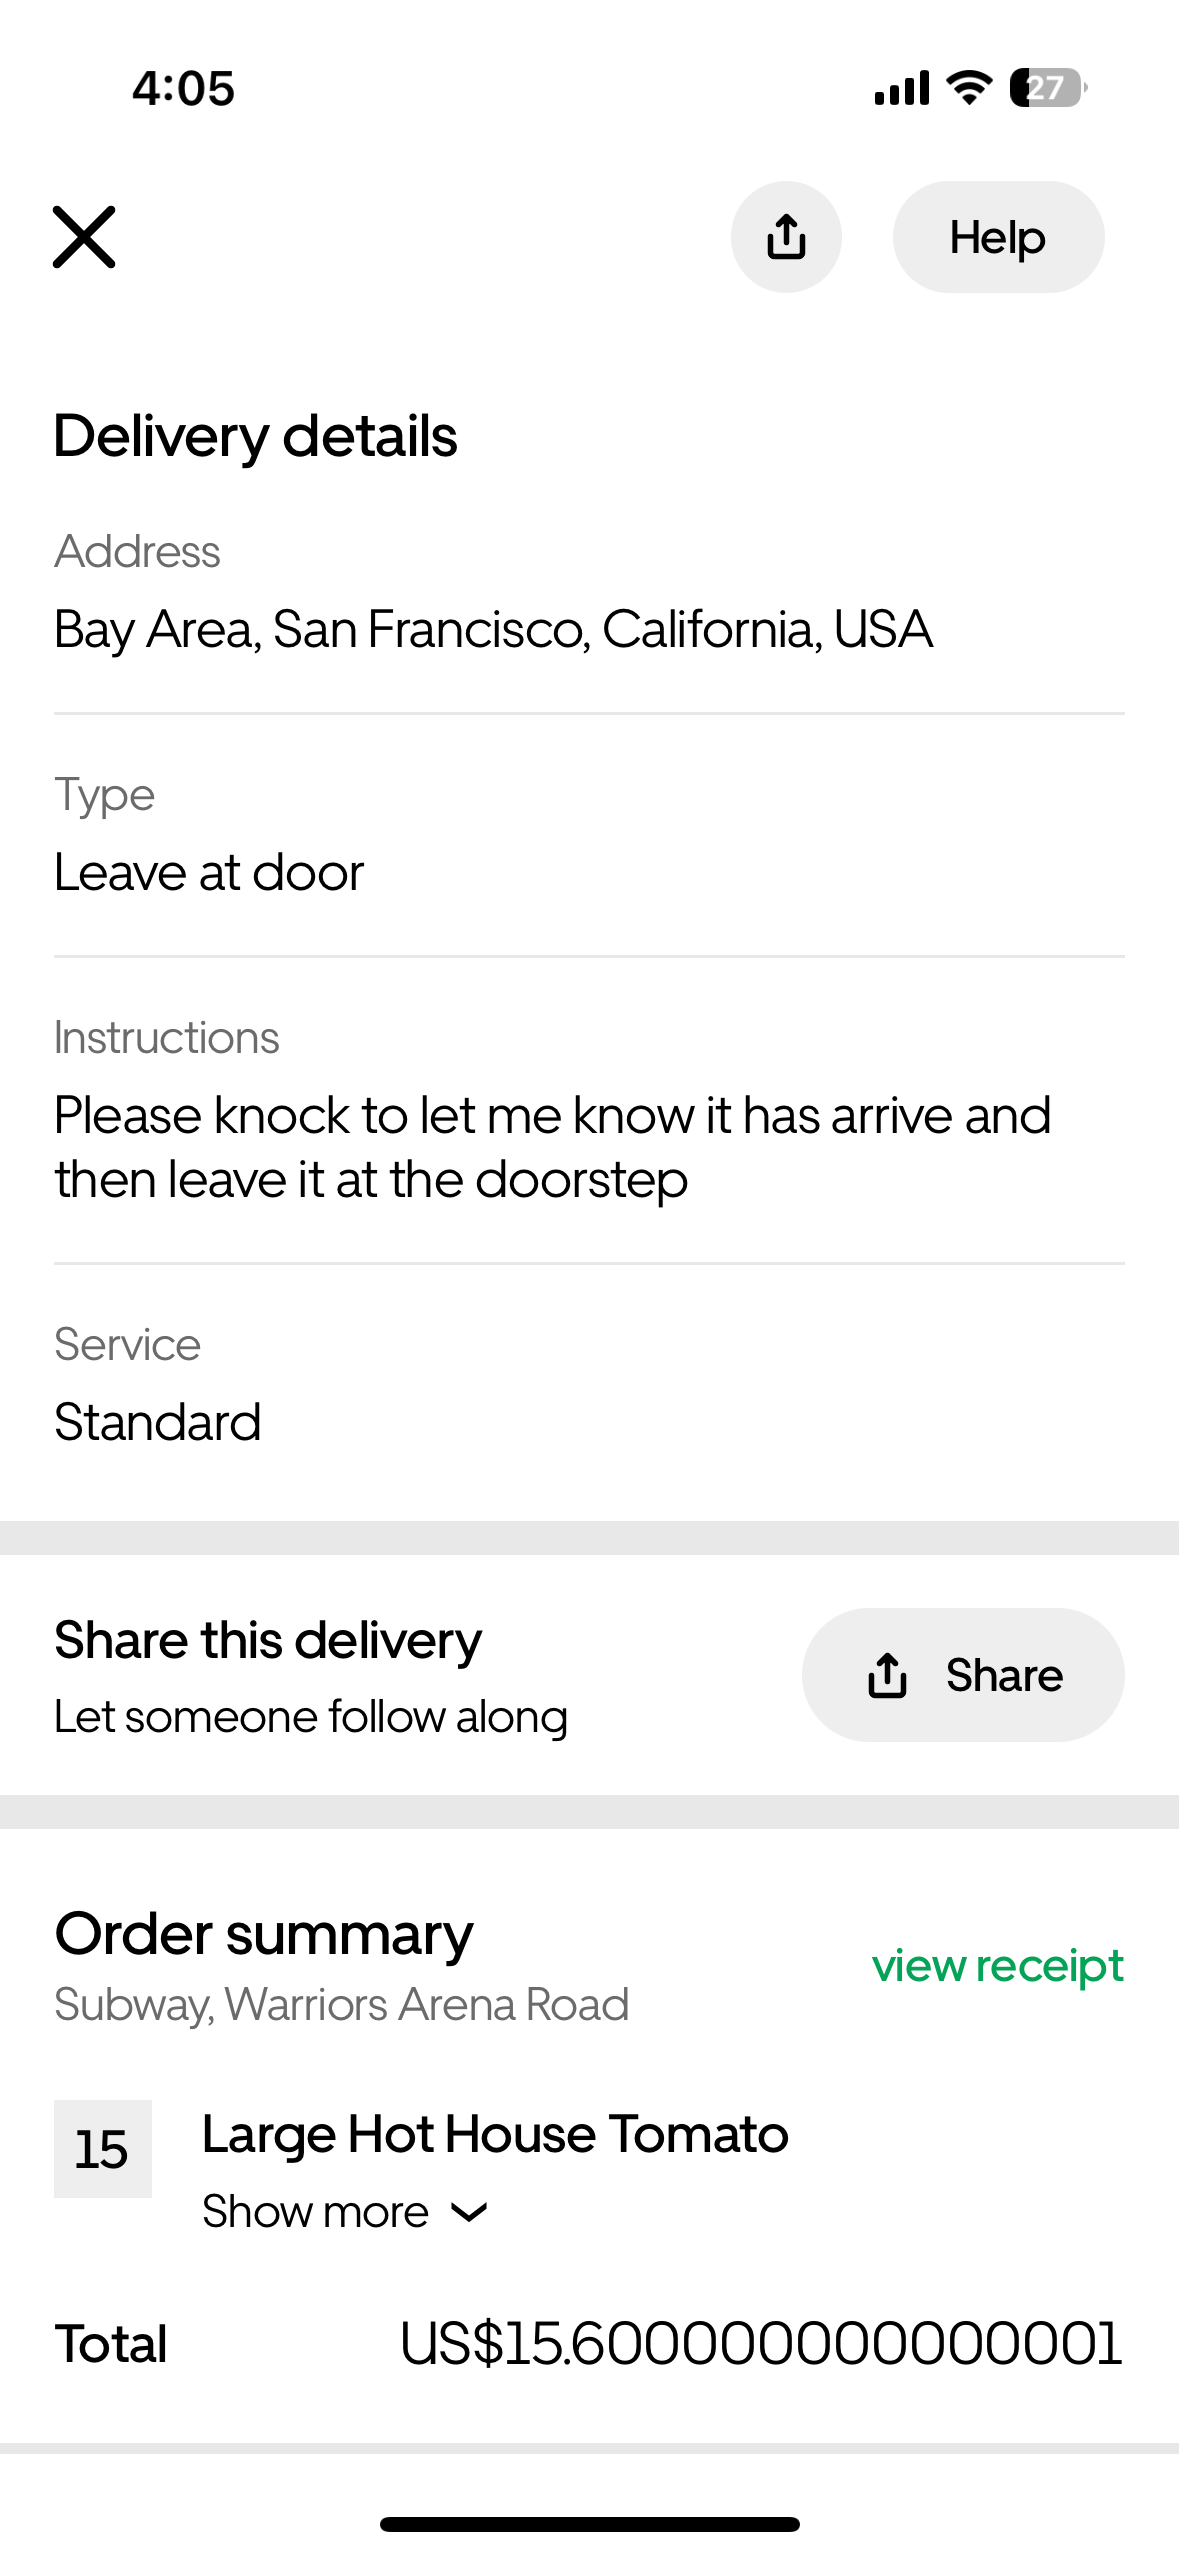 4:05
27
Help
Delivery details
Address
Bay Area, San Francisco, California, USA
Type
Leave at door
Instructions
Please knock to let me know it has arrive and
then leave it at the doorstep
Service
Standard
Share this delivery
Let someone follow along
Share
Order summary
view receipt
Subway, Warriors Arena Road
15
Large Hot House Tomato
Show more
Total
US$15.600000000000001